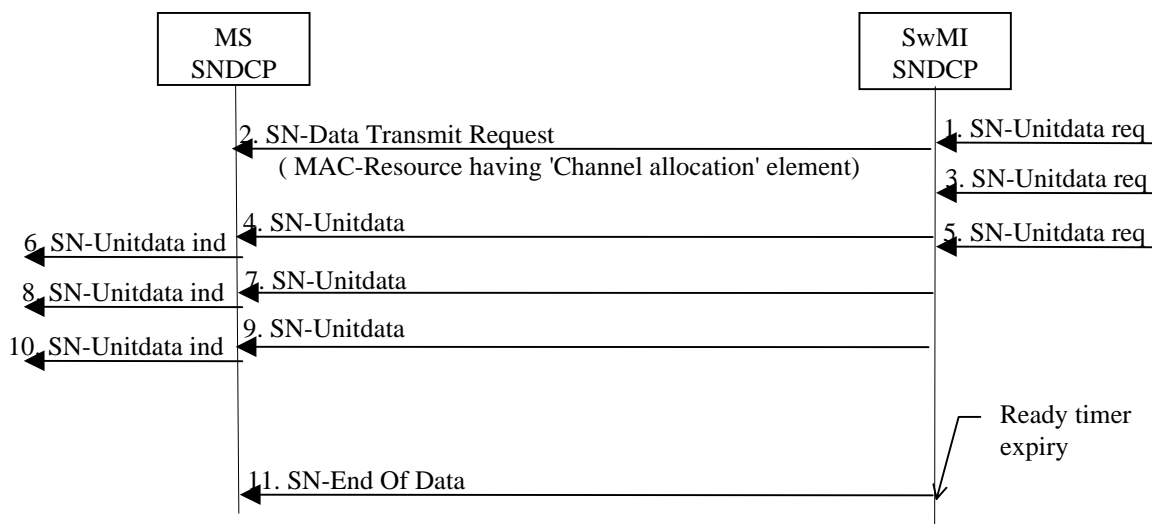 MS
SNDCP
SwMI
SNDCP
1. SN-Unitdata req
2. SN-Data Transmit Request
( MAC-Resource having 'Channel allocation' element)
3. SN-Unitdata req
4. SN-Unitdata
5. SN-Unitdata req
6. SN-Unitdata ind
7. SN-Unitdata
8. SN-Unitdata ind
9. SN-Unitdata
10. SN-Unitdata ind
Ready timer
expiry
11. SN-End Of Data